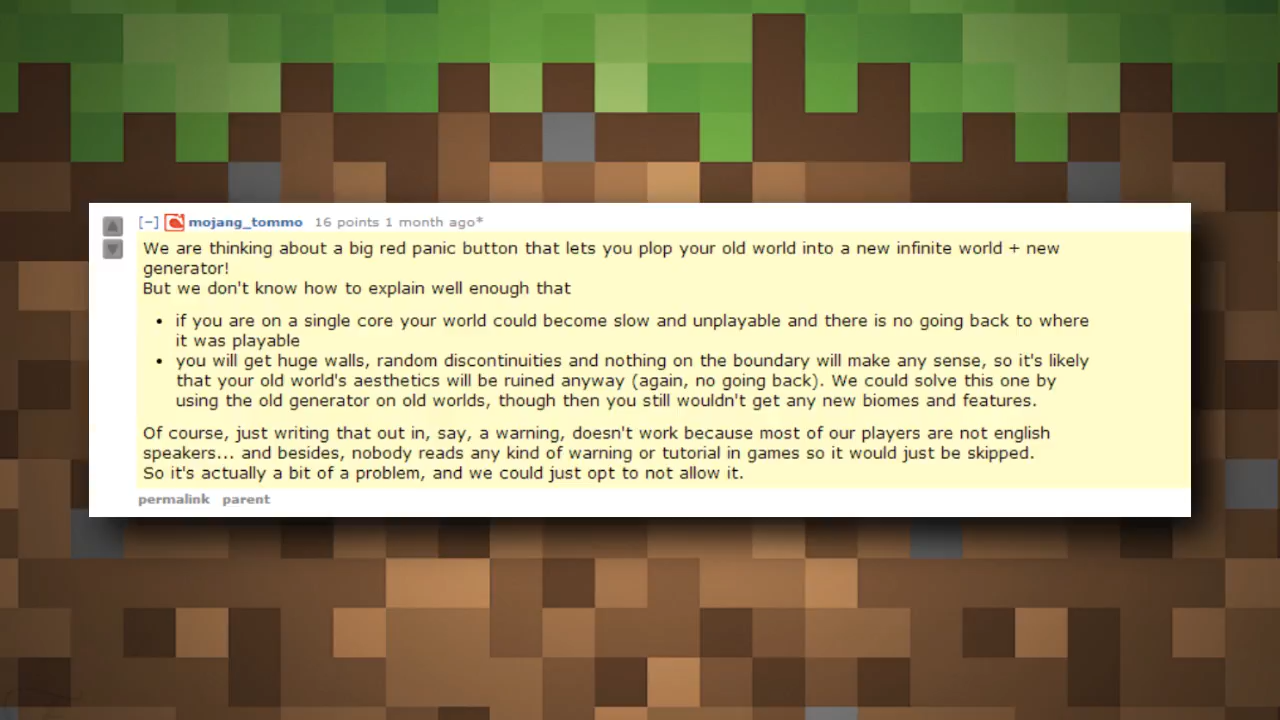 [-] mojang_tommo 16 points 1 month ago*
We are thinking about a big red panic button that lets you plop your old world into a new infinite world + new
generator!
But we don't know how to explain well enough that
• if you are on a single core your world could become slow and unplayable and there is no going back to where
it was playable
• you will get huge walls, random discontinuities and nothing on the boundary will make any sense, so it's likely
that your old world's aesthetics will be ruined anyway (again, no going back). We could solve this one by
using the old generator on old worlds, though then you still wouldn't get any new biomes and features.
Of course, just writing that out in, say, a warning, doesn't work because most of our players are not english
speakers... and besides, nobody reads any kind of warning or tutorial in games so it would just be skipped.
So it's actually a bit of a problem, and we could just opt to not allow it.
permalink parent